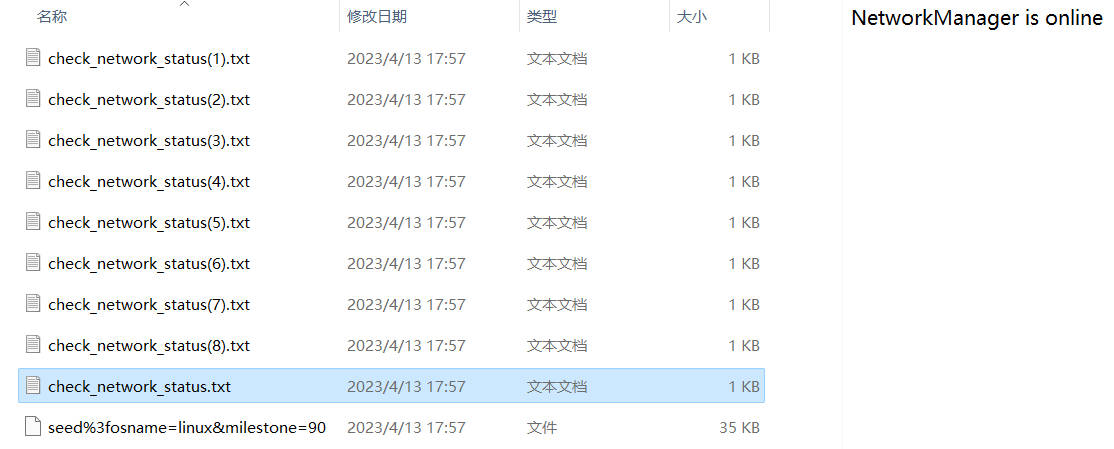 名称 修改日期 类型 大小 NetworkManager is online
check_network_status(1).txt 2023/4/13 17:57 文本文档 1 KB
check_network_status(2).txt 2023/4/13 17:57 文本文档 1 KB
check_network_status(3).txt 2023/4/13 17:57 文本文档 1 KB
check_network_status(4).txt 2023/4/13 17:57 文本文档 1 KB
check_network_status(5).txt 2023/4/13 17:57 文本文档 1 KB
check_network_status(6).txt 2023/4/13 17:57 文本文档 1 KB
check_network_status(7).txt 2023/4/13 17:57 文本文档 1 KB
check_network_status(8).txt 2023/4/13 17:57 文本文档 1 KB
check_network_status.txt 2023/4/13 17:57 文本文档 1 KB
seed%3fosname=linux&milestone=90 2023/4/13 17:57 文件 35 KB